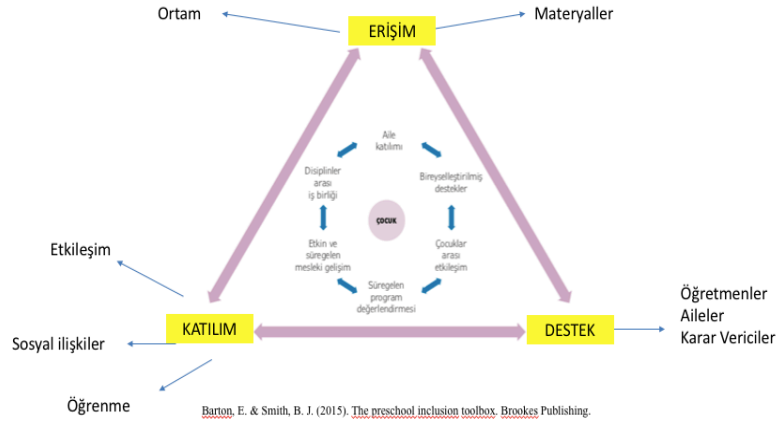 Ortam
Materyaller
ERİŞİM
Aile
katılımı
Disiplinler
arası
iş birliği
Bireyselleştirilmiş
destekler
ÇOCUK
Etkin ve
süregelen
mesleki gelişim
Çocuklar
arası
etkileşim
Süregelen
program
değerlendirmesi
Etkileşim
KATILIM
DESTEK
Öğretmenler
Aileler
Karar Vericiler
Sosyal ilişkiler
Öğrenme
Barton, E. & Smith, B. J. (2015). The preschool inclusion toolbox. Brookes Publishing.